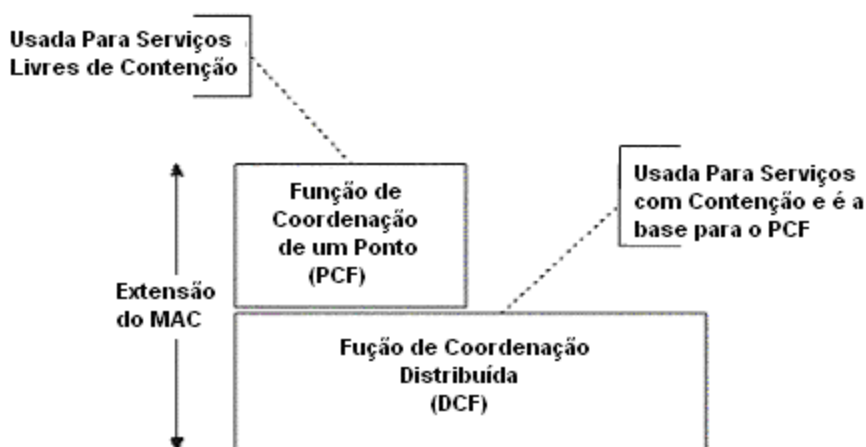 Usada Para Serviços
Livres de Contenção
Função de
Coordenação
de um Ponto
(PCF)
Usada Para Serviços
com Contenção e é a
base para o PCF
Extensão
do MAC
Fução de Coordenação
Distribuída
(DCF)